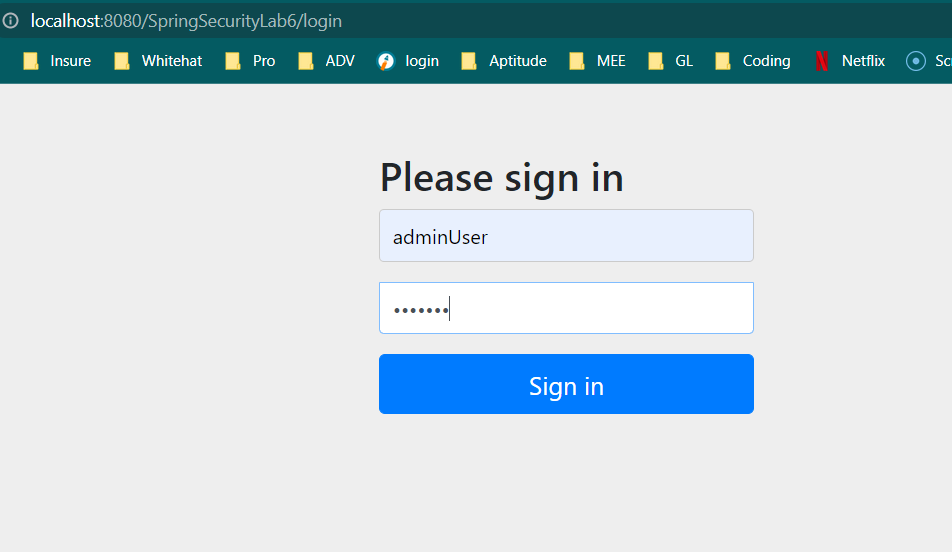 localhost:8080/SpringSecurityLab6/login
Insure Whitehat Pro ADV login Aptitude MEE GL Coding Netflix
Please sign in
adminUser
•••••••
Sign in